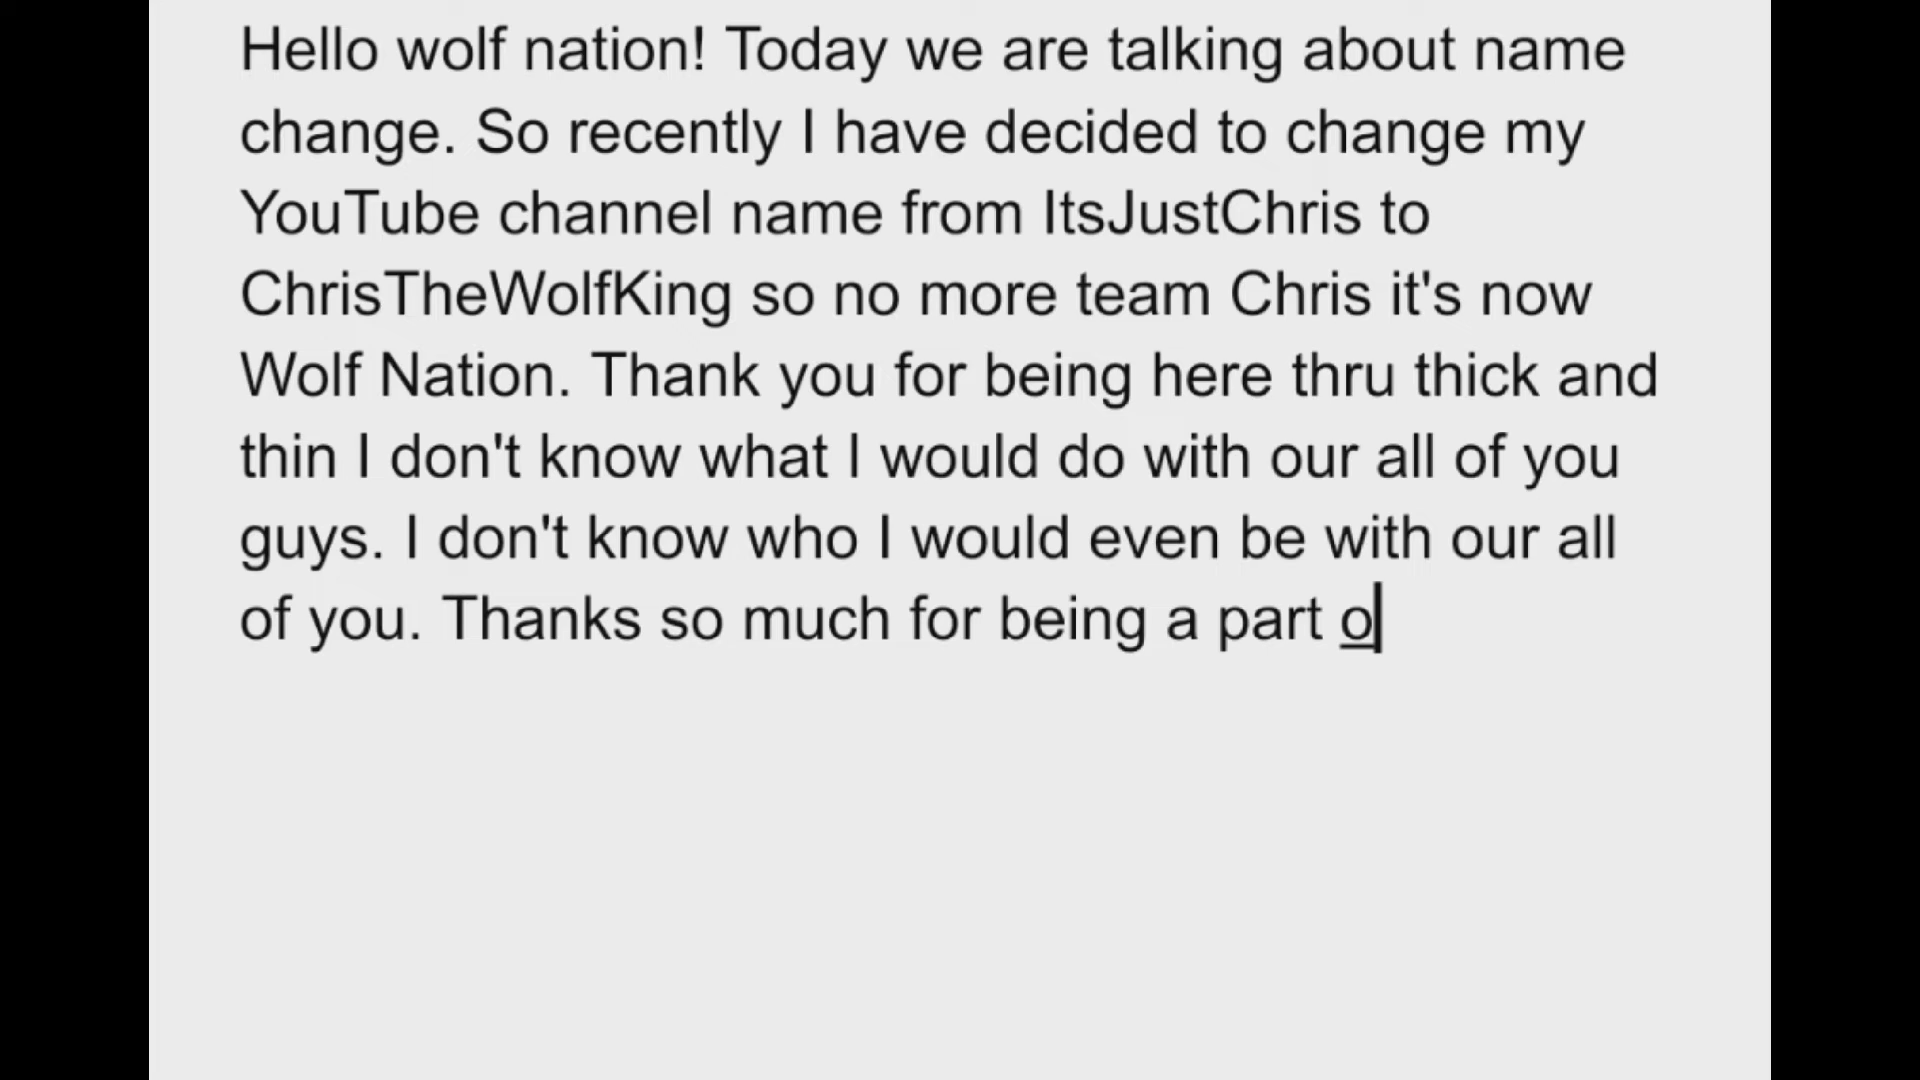 Hello wolf nation! Today we are talking about name
change. So recently I have decided to change my
YouTube channel name from ItsJustChris to
ChrisTheWolfKing so no more team Chris it's now
Wolf Nation. Thank you for being here thru thick and
thin I don't know what I would do with our all of you
guys. I don't know who I would even be with our all
of you. Thanks so much for being a part o